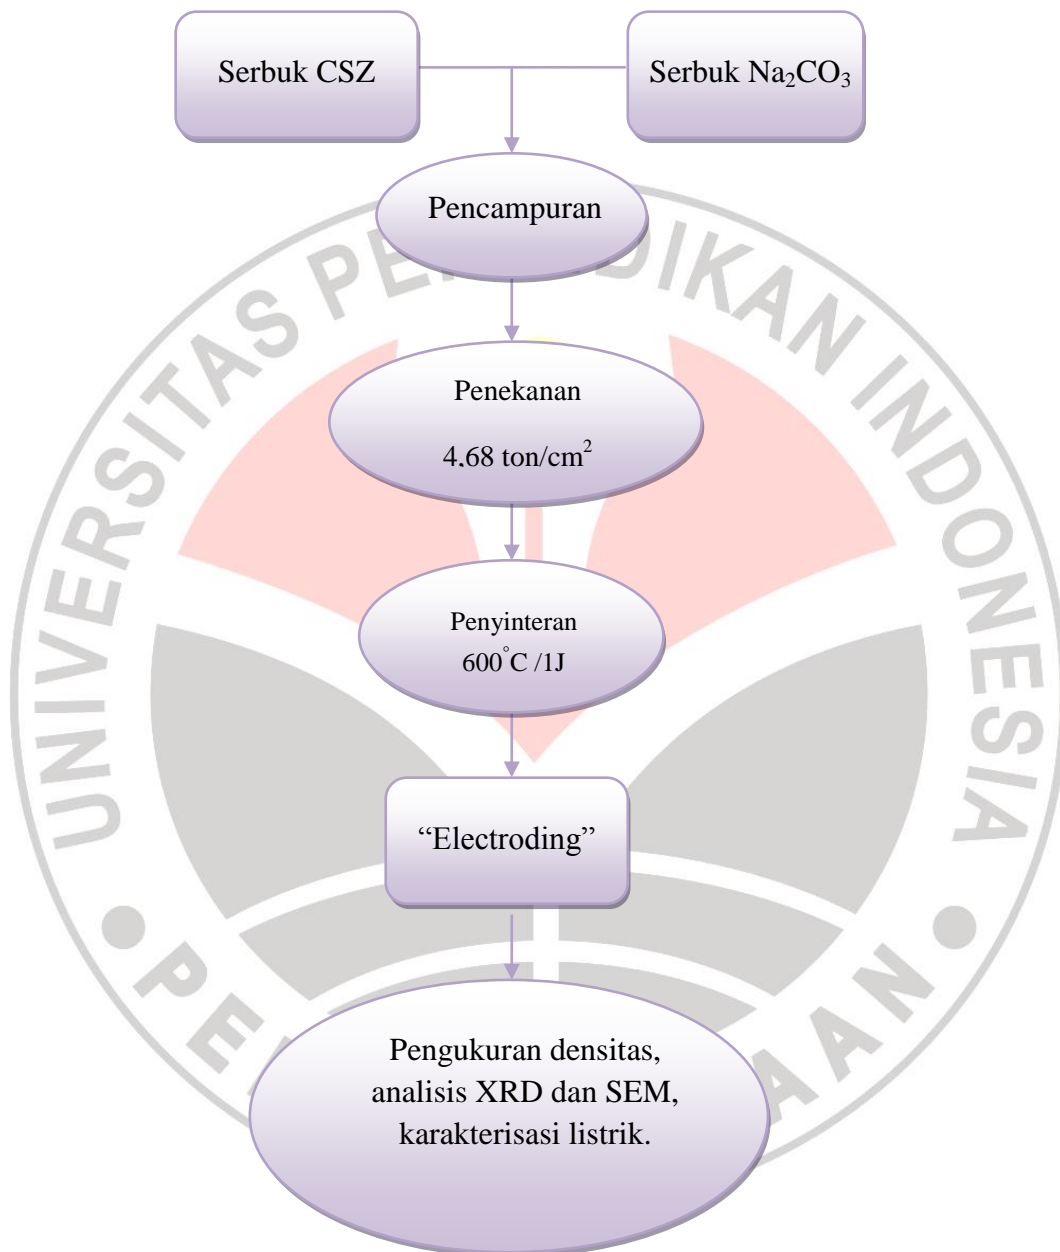 Serbuk CSZ
Serbuk Na₂CO₃
Pencampuran
Penekanan
4,68 ton/cm²
Penyinteran
600°C /1J
“Electroding”
Pengukuran densitas,
analisis XRD dan SEM,
karakterisasi listrik.
UNIVERSITAS INDONESIA